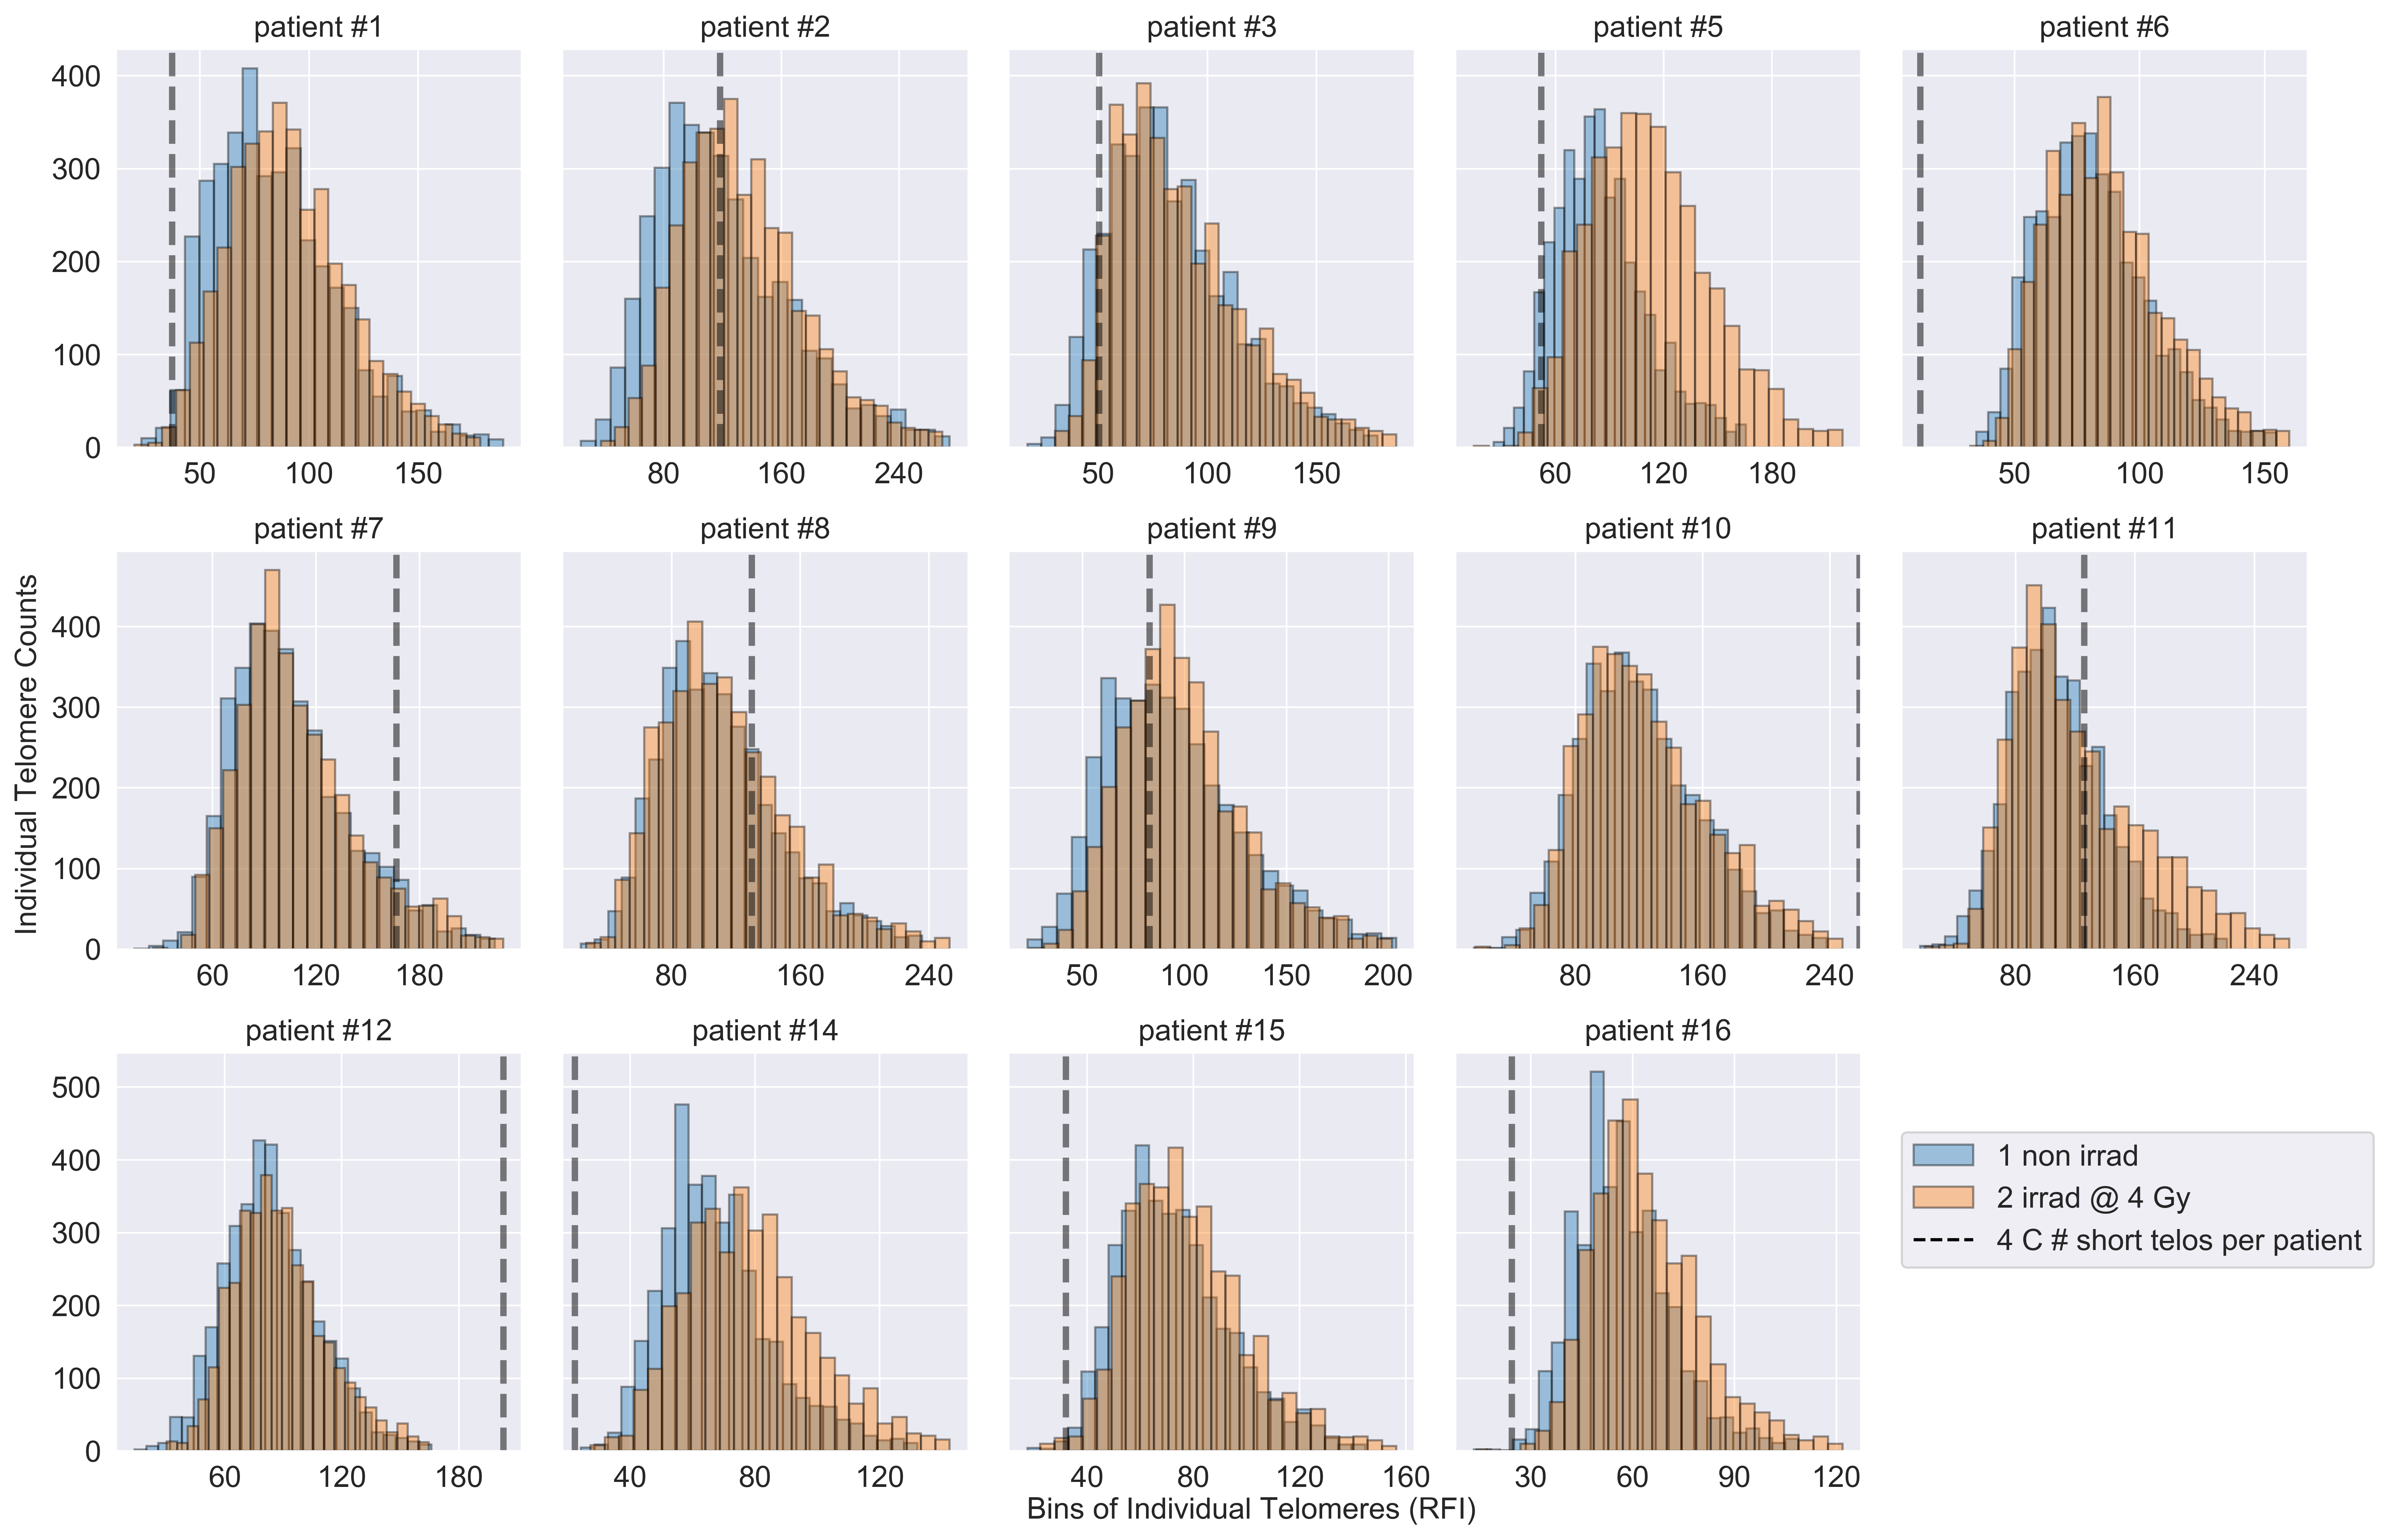 patient #1 patient #2 patient #3 patient #5 patient #6
400
300
200
100
0
50 100 150 80 160 240 50 100 150 60 120 180 50 100 150
patient #7 patient #8 patient #9 patient #10 patient #11
Individual Telomere Counts
400
300
200
100
0
60 120 180 80 160 240 50 100 150 200 80 160 240 80 160 240
patient #12 patient #14 patient #15 patient #16
500
400
300
200
100
0
1 non irrad
2 irrad @ 4 Gy
4 C # short telos per patient
60 120 180 40 80 120 40 80 120 160 30 60 90 120
Bins of Individual Telomeres (RFI)